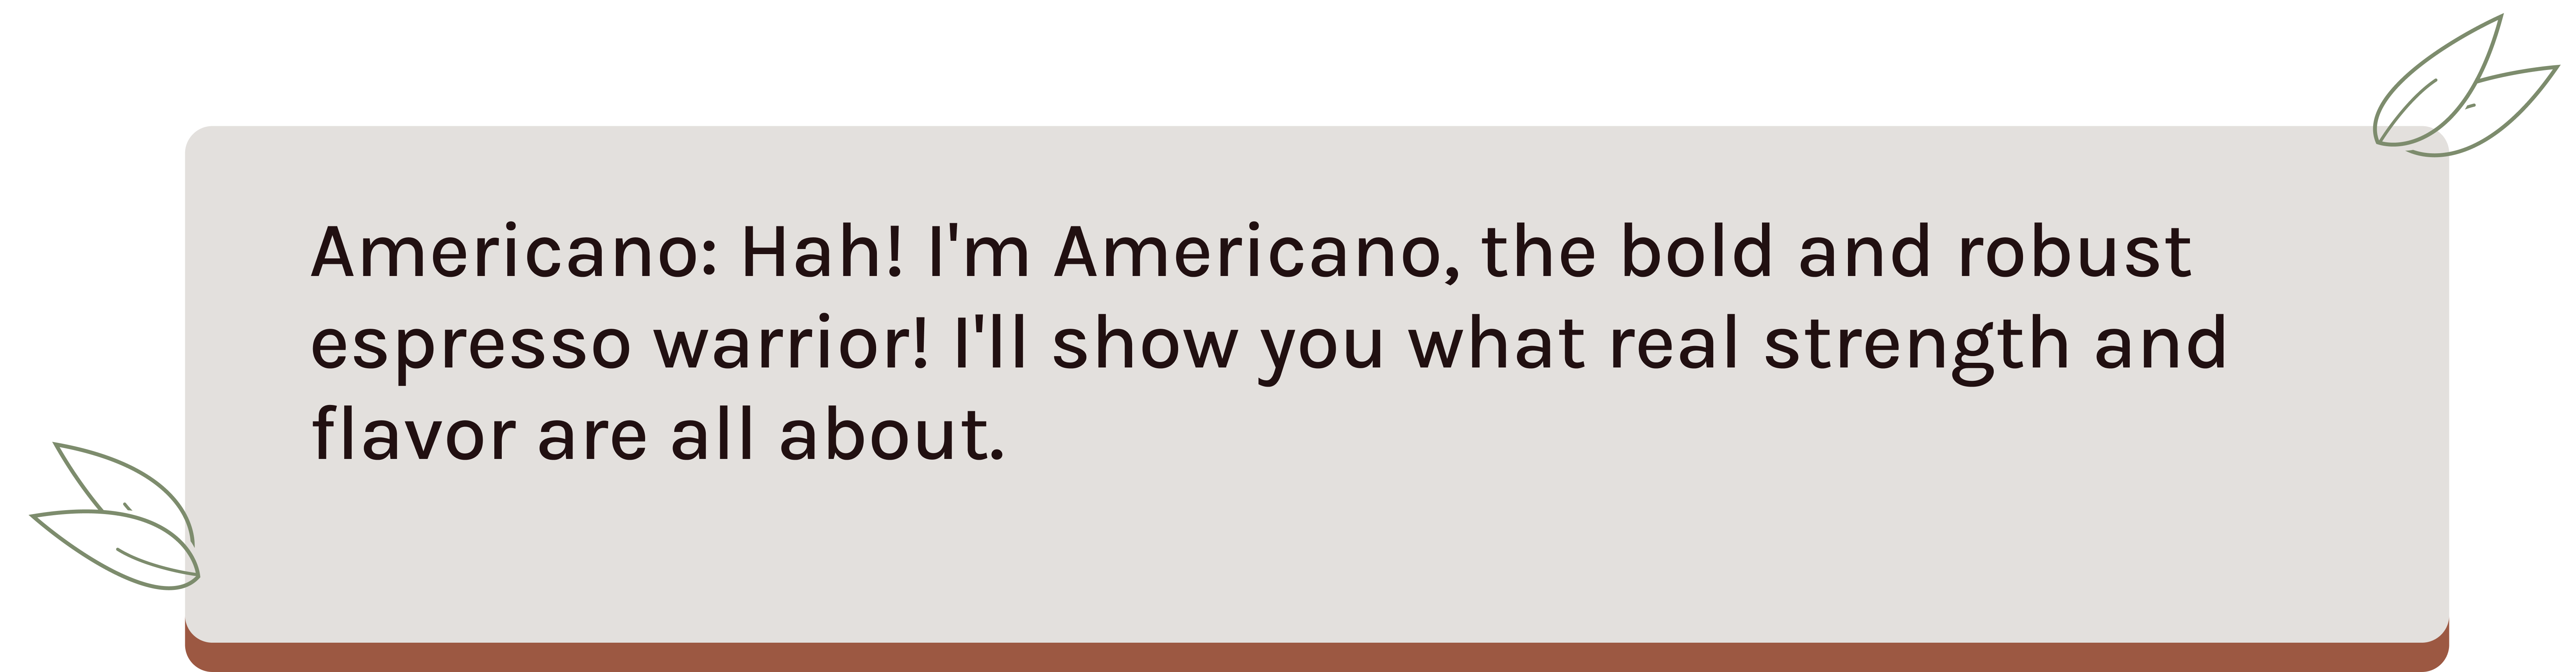 Americano: Hah! I'm Americano, the bold and robust
espresso warrior! I'll show you what real strength and
flavor are all about.